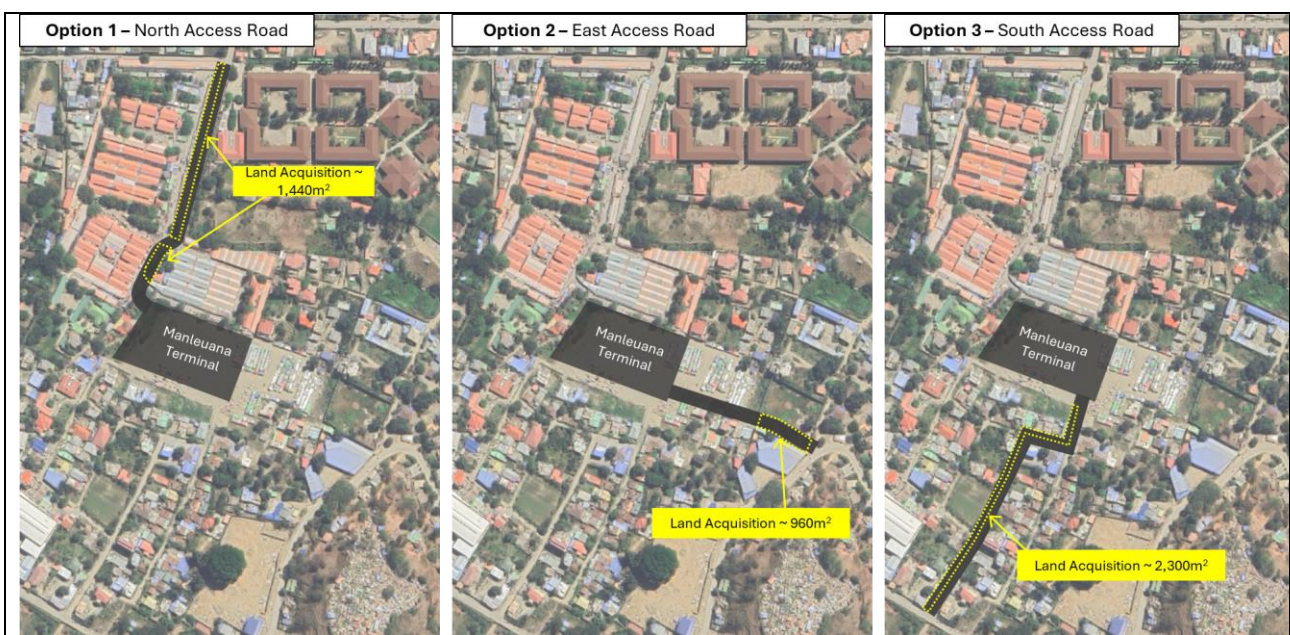 Option 1 – North Access Road
Land Acquisition ~
1,440m²
Manleuana
Terminal
Option 2 – East Access Road
Manleuana
Terminal
Land Acquisition ~ 960m²
Option 3 – South Access Road
Manleuana
Terminal
Land Acquisition ~ 2,300m²